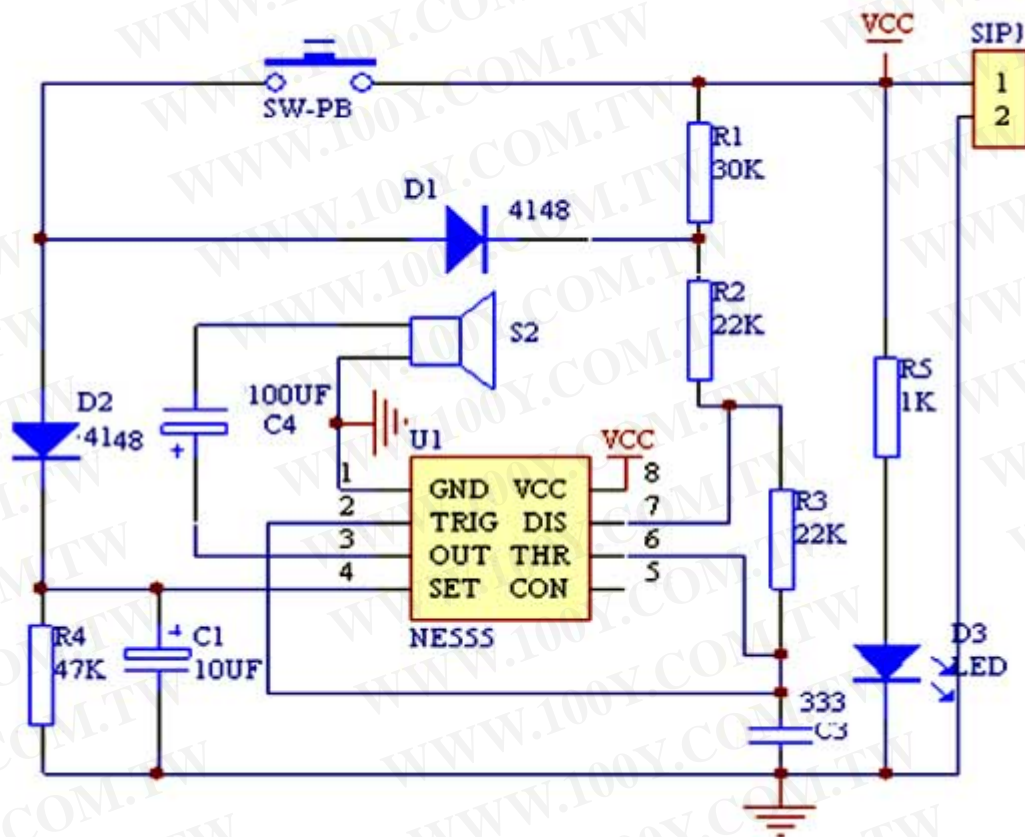 VCC
SIP1
SW-PB
1
2
R1
30K
D1
4148
R2
22K
S2
R5
1K
100UF
C4
D2
4148
+
U1
VCC
1
GND
VCC
8
2
TRIG
DIS
7
3
OUT
THR
6
4
SET
CON
5
NE555
R3
22K
R4
47K
+
C1
10UF
D3
LED
333
C3
WWW.100Y.COM.TW